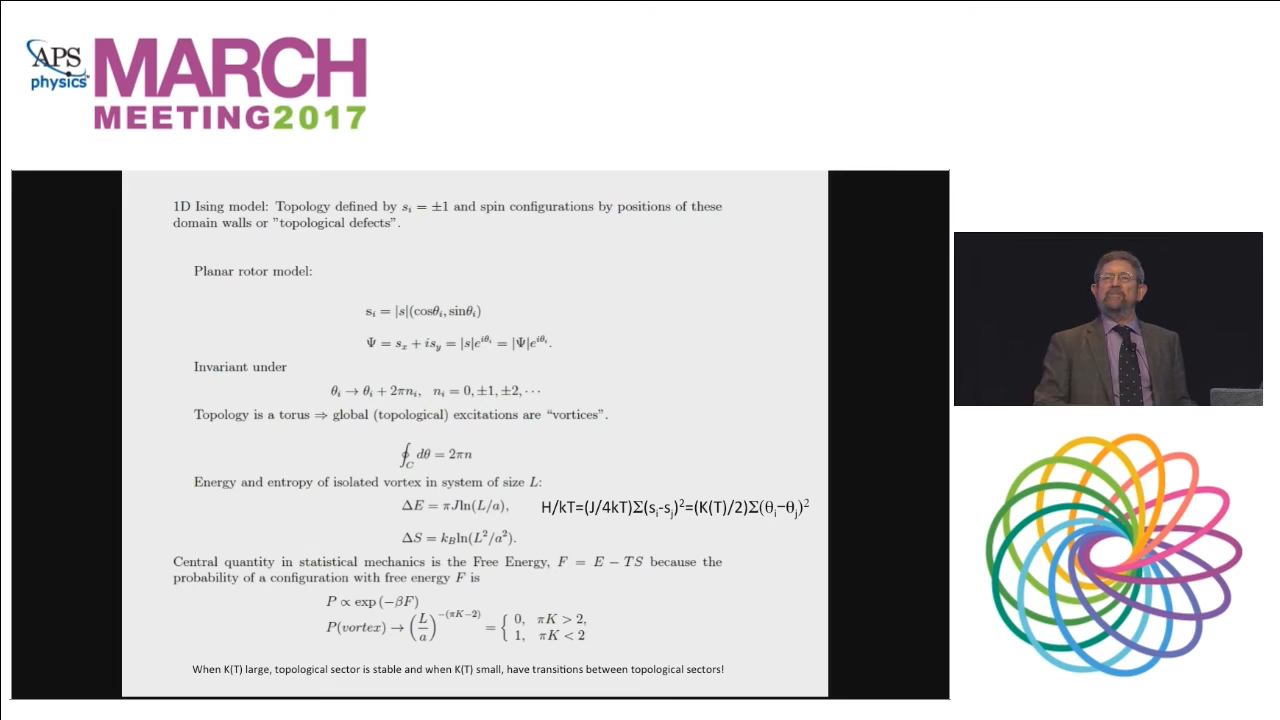 APS
physics
MARCH
MEETING2017
1D Ising model: Topology defined by sᵢ = ±1 and spin configurations by positions of these
domain walls or "topological defects".
Planar rotor model:
sᵢ = |s|(cosθᵢ, sinθᵢ)
Ψ = sₓ + is_y = |s|e^{iθᵢ} = |Ψ|e^{iθᵢ}.
Invariant under
θᵢ → θᵢ + 2πnᵢ, nᵢ = 0, ±1, ±2, ···
Topology is a torus ⇒ global (topological) excitations are “vortices”.
∮_C dθ = 2πn
Energy and entropy of isolated vortex in system of size L:
ΔE = πJln(L/a), H/kT=(J/4kT)Σ(sᵢ-sⱼ)²=(K(T)/2)Σ(θᵢ−θⱼ)²
ΔS = k_B ln(L²/a²).
Central quantity in statistical mechanics is the Free Energy, F = E − TS because the
probability of a configuration with free energy F is
P ∝ exp (−βF)
P(vortex) → (L/a)^{−(πK−2)} = { 0, πK > 2,
1, πK < 2
When K(T) large, topological sector is stable and when K(T) small, have transitions between topological sectors!